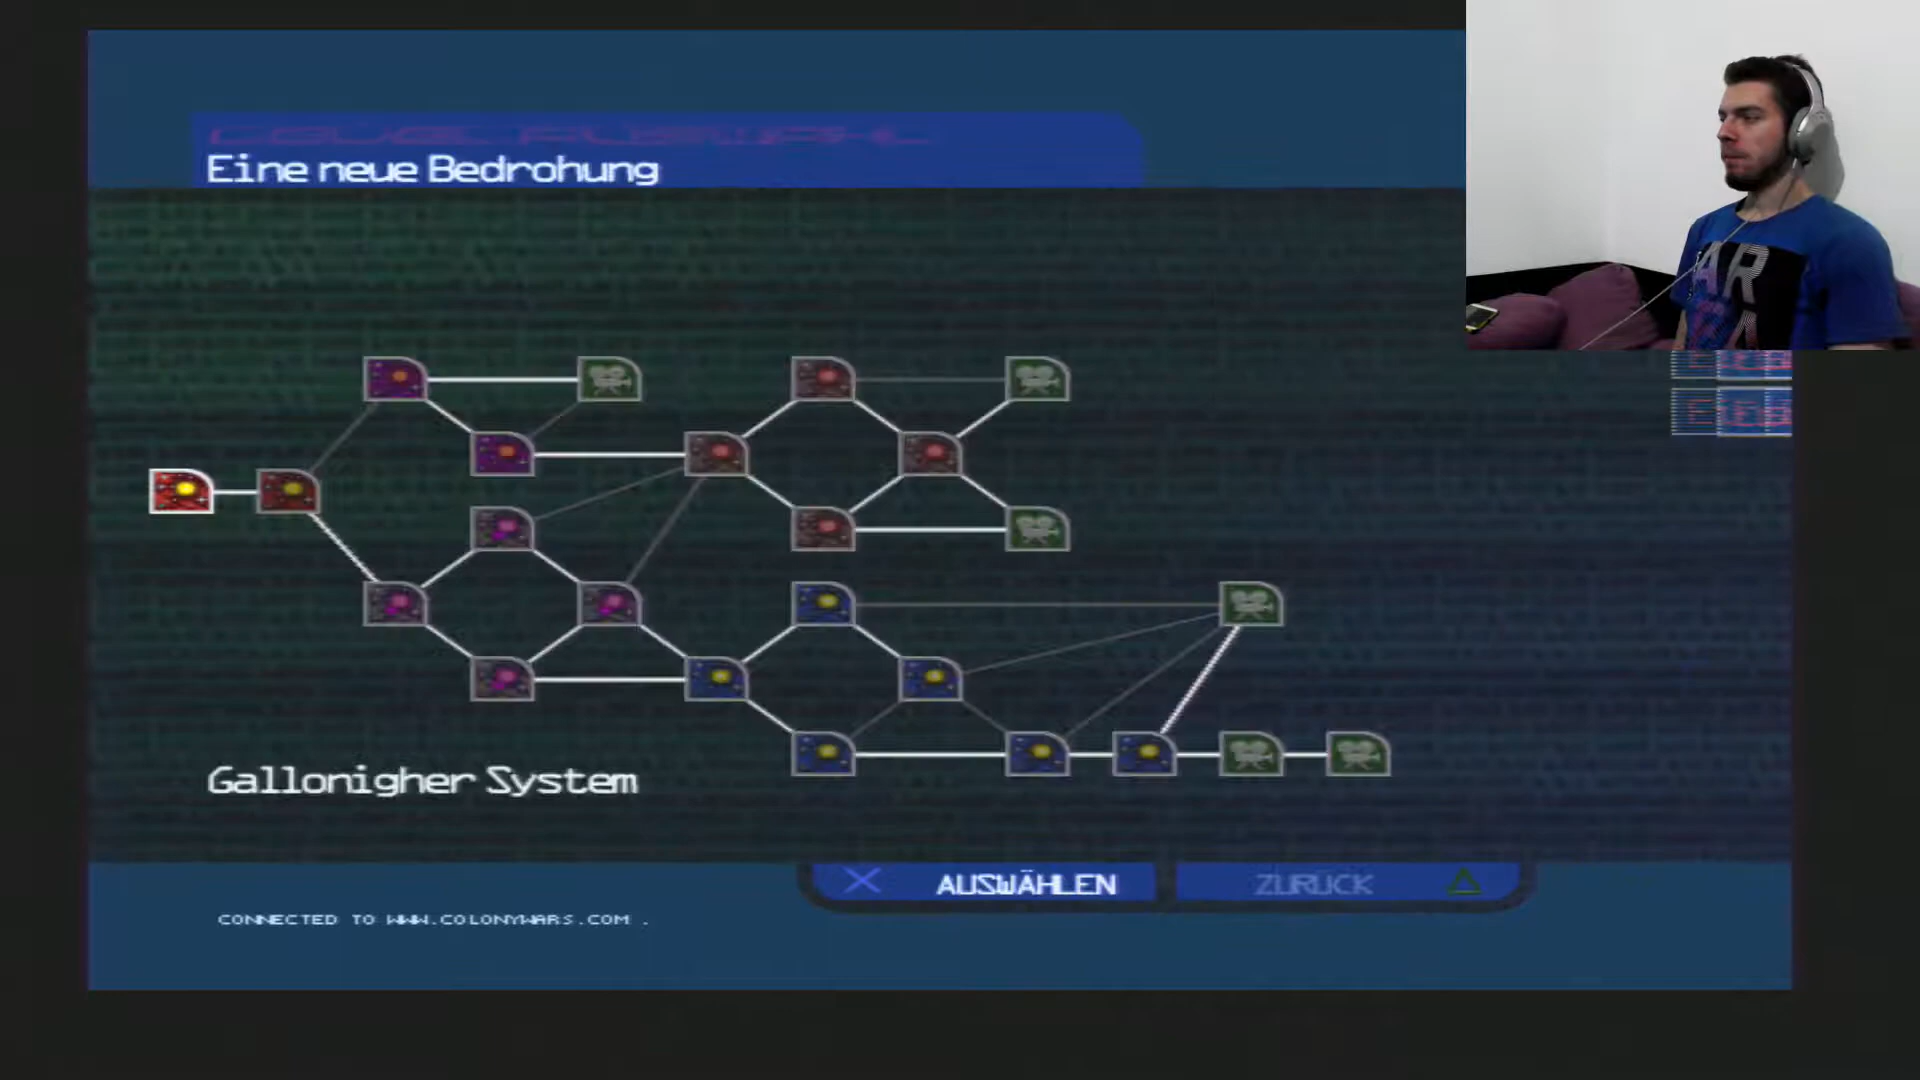 Eine neue Bedrohung
Gallonigher System
AUSWÄHLEN
ZURÜCK
CONNECTED TO WWW.COLONYWARS.COM .